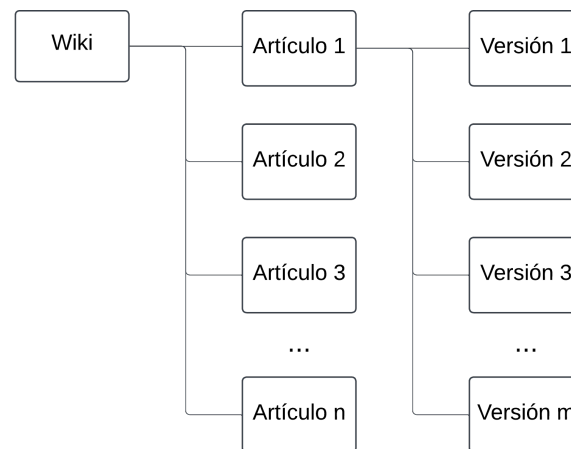 Wiki
Artículo 1
Versión 1
Artículo 2
Versión 2
Artículo 3
Versión 3
...
...
Artículo n
Versión m